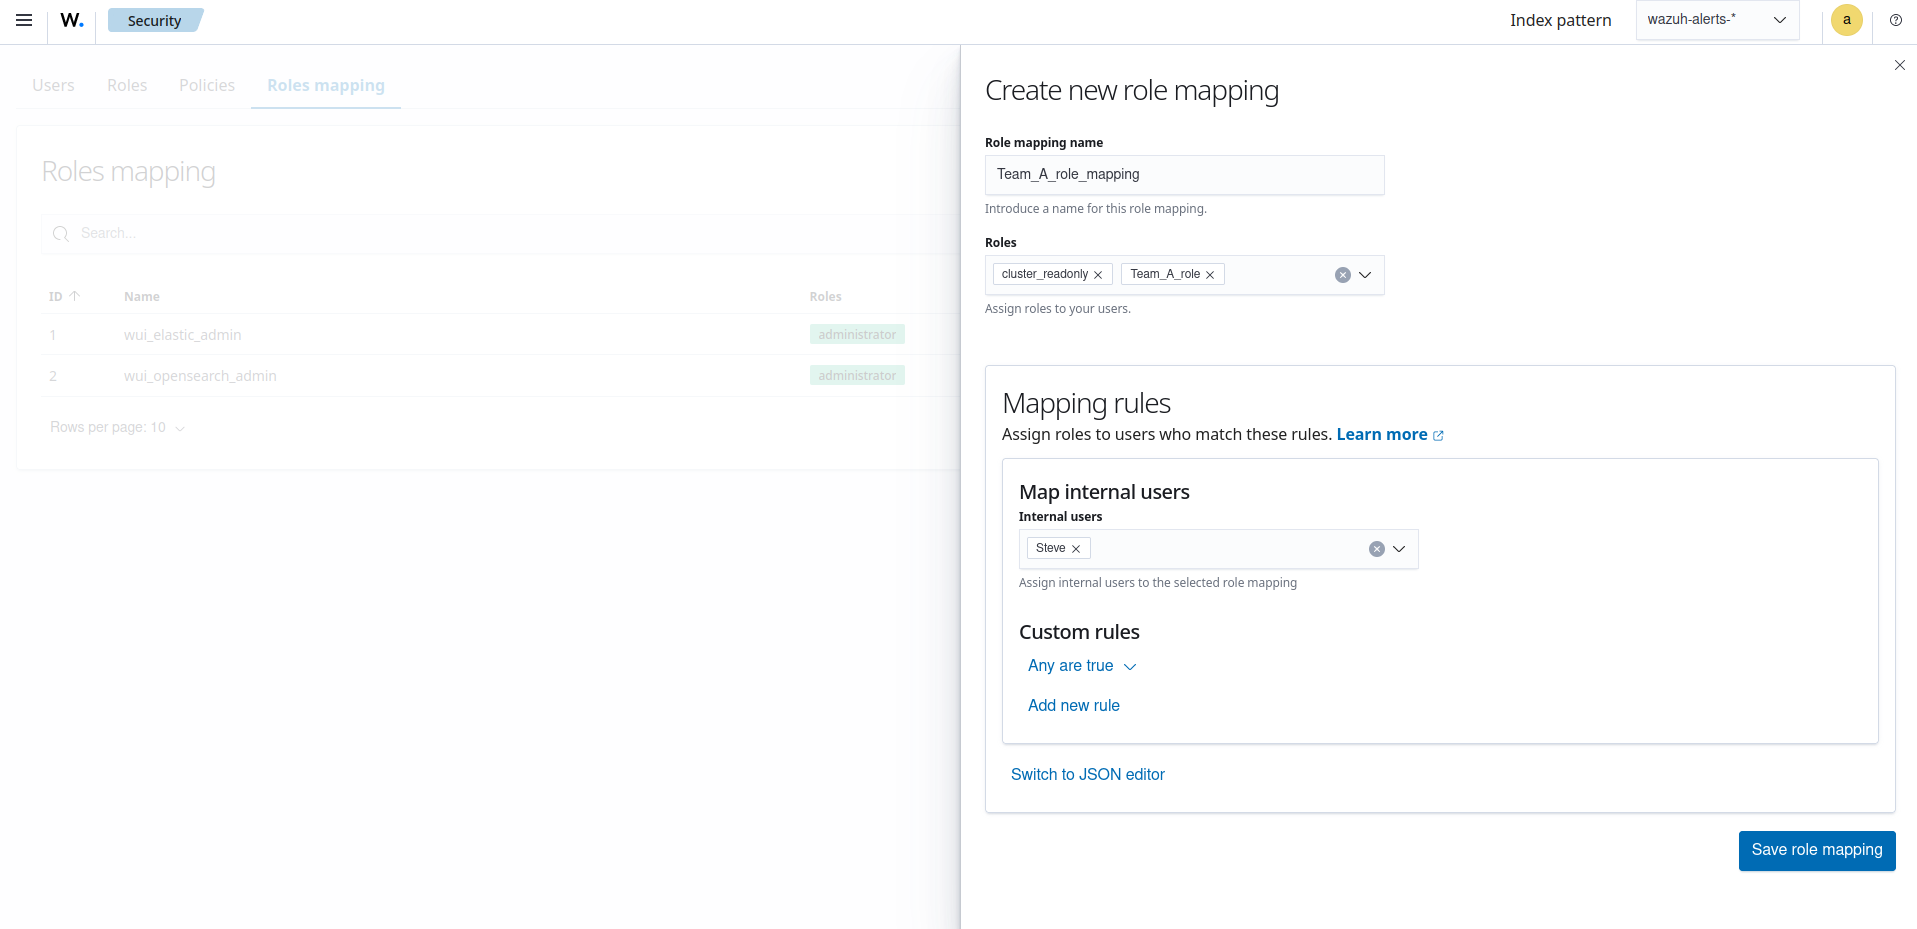 W.
Security
Index pattern
wazuh-alerts-*
a
Users
Roles
Policies
Roles mapping
Roles mapping
Search...
ID
Name
Roles
1
wui_elastic_admin
administrator
2
wui_opensearch_admin
administrator
Rows per page: 10
Create new role mapping
Role mapping name
Team_A_role_mapping
Introduce a name for this role mapping.
Roles
cluster_readonly
Team_A_role
Assign roles to your users.
Mapping rules
Assign roles to users who match these rules. Learn more
Map internal users
Internal users
Steve
Assign internal users to the selected role mapping
Custom rules
Any are true
Add new rule
Switch to JSON editor
Save role mapping